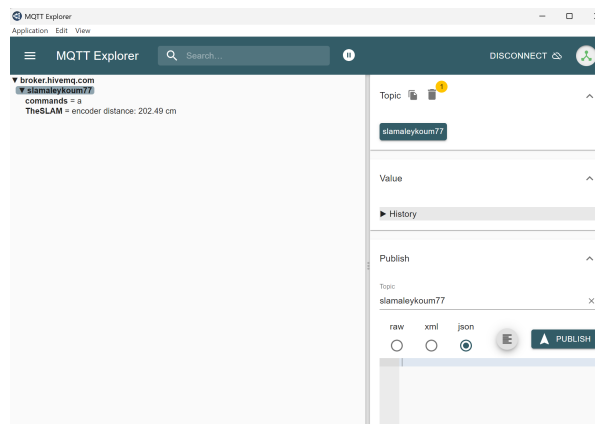 MQTT Explorer
Application Edit View
MQTT Explorer
Search...
DISCONNECT
▼ broker.hivemq.com
▼ slamaleykoum77
commands = a
TheSLAM = encoder distance: 202,49 cm
Topic
1
slamaleykoum77
Value
▶ History
Publish
Topic
slamaleykoum77
raw xml json
PUBLISH